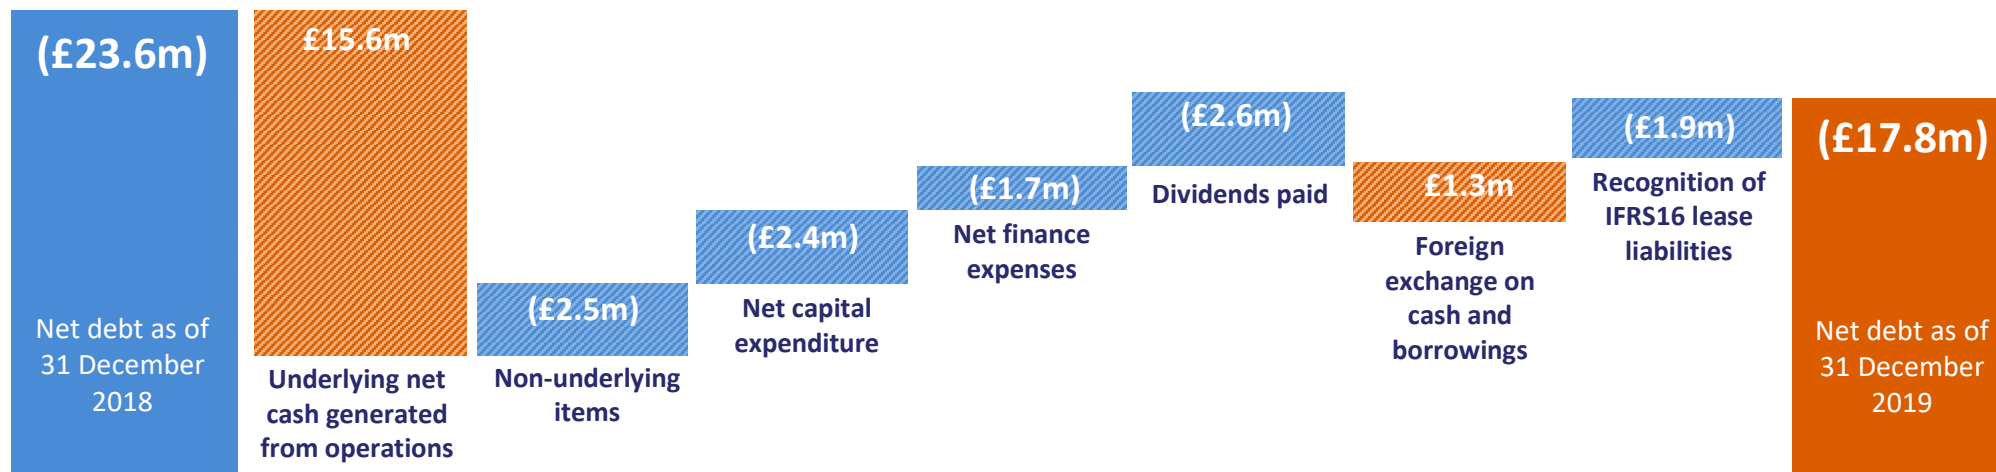 (£23.6m)
Net debt as of
31 December
2018
£15.6m
Underlying net
cash generated
from operations
(£2.5m)
Non-underlying
items
(£2.4m)
Net capital
expenditure
(£1.7m)
Net finance
expenses
(£2.6m)
Dividends paid
£1.3m
Foreign
exchange on
cash and
borrowings
(£1.9m)
Recognition of
IFRS16 lease
liabilities
(£17.8m)
Net debt as of
31 December
2019